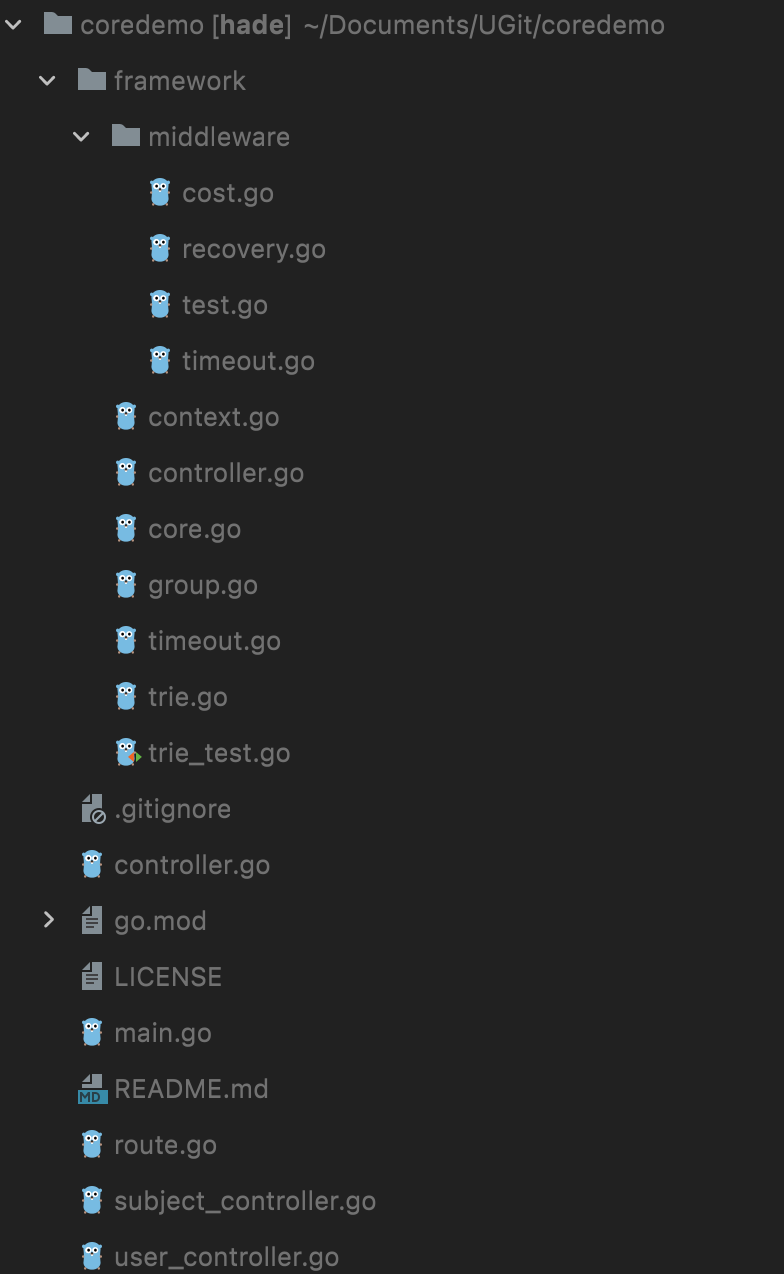 coredemo [hade] ~/Documents/UGit/coredemo
framework
middleware
cost.go
recovery.go
test.go
timeout.go
context.go
controller.go
core.go
group.go
timeout.go
trie.go
trie_test.go
.gitignore
controller.go
go.mod
LICENSE
main.go
MD README.md
route.go
subject_controller.go
user_controller.go